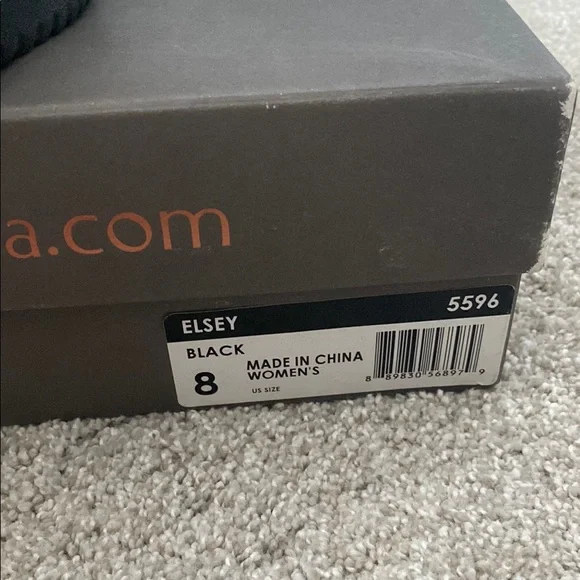 a.com
ELSEY 5596
BLACK
8 MADE IN CHINA
WOMEN'S
US SIZE
8 89830 56897 9